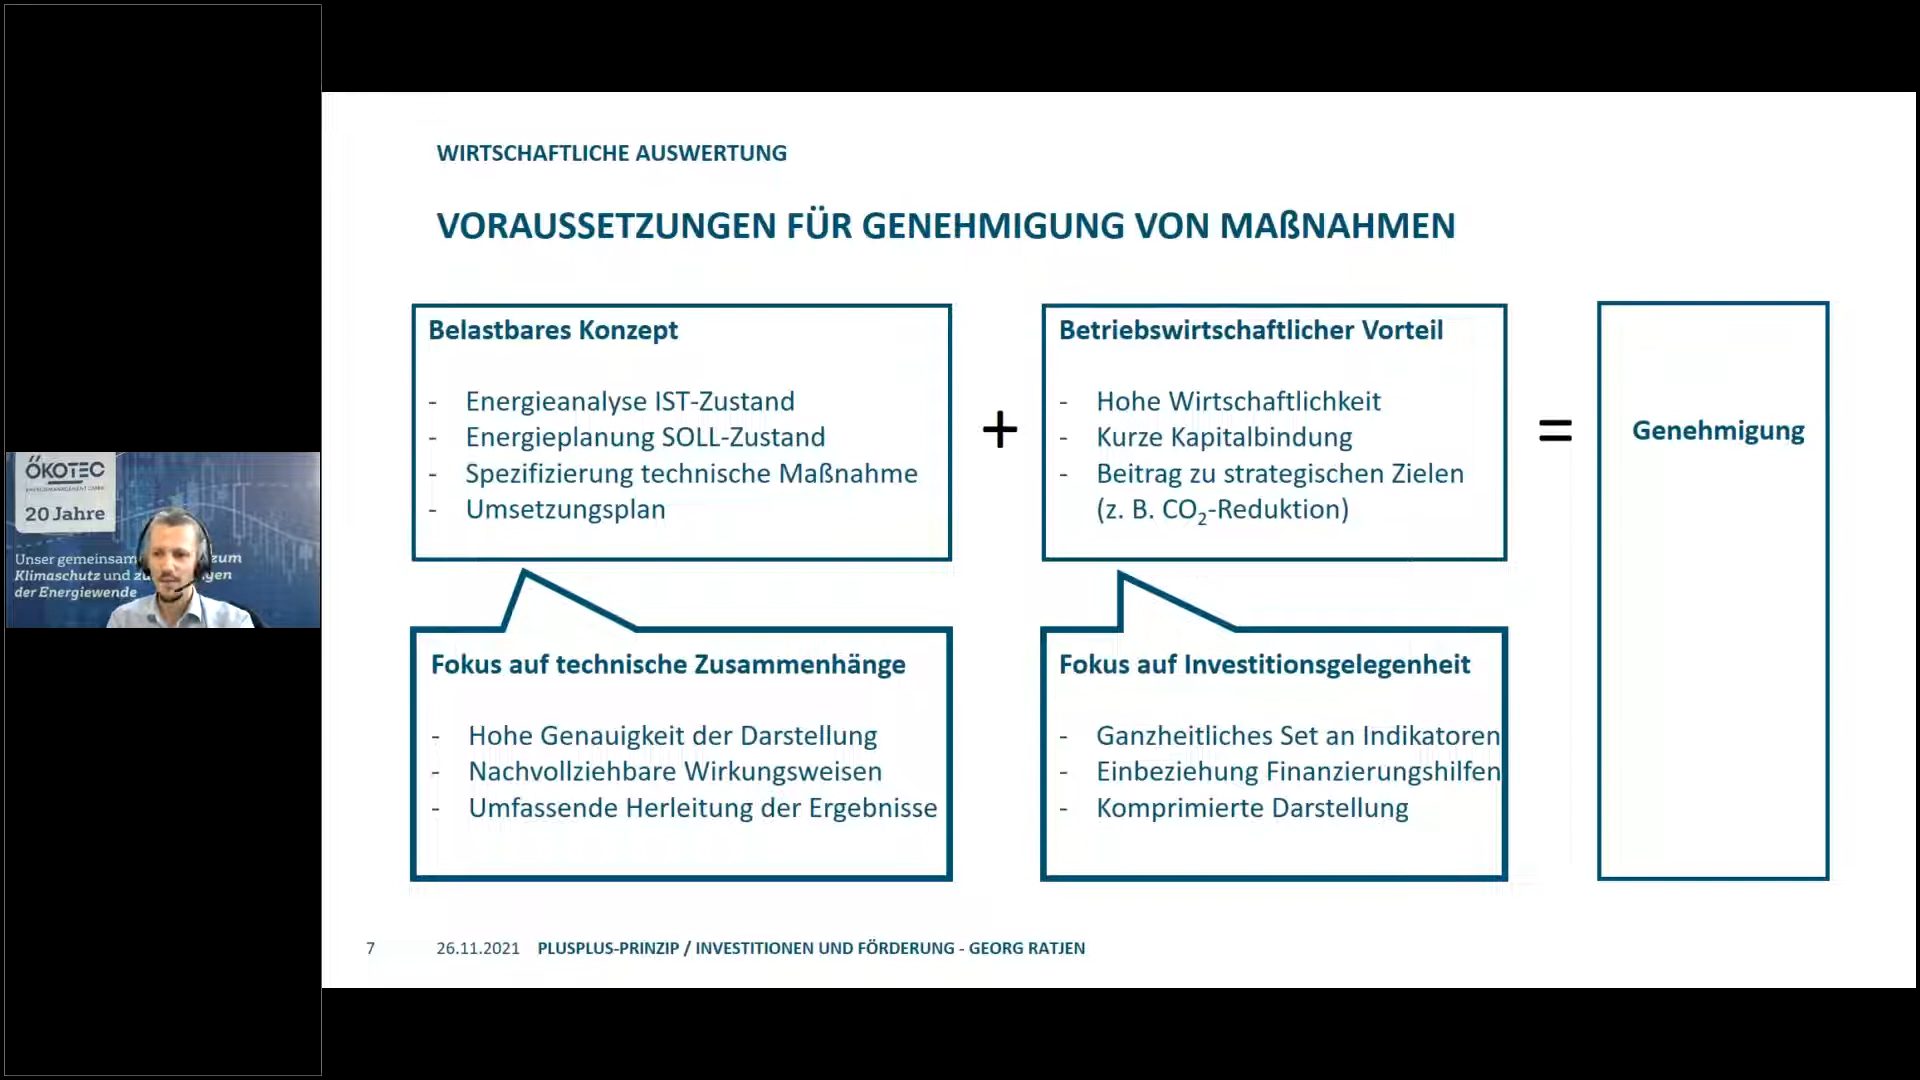 WIRTSCHAFTLICHE AUSWERTUNG
VORAUSSETZUNGEN FÜR GENEHMIGUNG VON MAßNAHMEN
Belastbares Konzept
- Energieanalyse IST-Zustand
- Energieplanung SOLL-Zustand
- Spezifizierung technische Maßnahme
- Umsetzungsplan
+
Betriebswirtschaftlicher Vorteil
- Hohe Wirtschaftlichkeit
- Kurze Kapitalbindung
- Beitrag zu strategischen Zielen
(z. B. CO₂-Reduktion)
=
Genehmigung
Fokus auf technische Zusammenhänge
- Hohe Genauigkeit der Darstellung
- Nachvollziehbare Wirkungsweisen
- Umfassende Herleitung der Ergebnisse
Fokus auf Investitionsgelegenheit
- Ganzheitliches Set an Indikatoren
- Einbeziehung Finanzierungshilfen
- Komprimierte Darstellung
7 26.11.2021 PLUSPLUS-PRINZIP / INVESTITIONEN UND FÖRDERUNG - GEORG RATJEN
ÖKOTEC
ENERGIEMANAGEMENT GMBH
20 Jahre
Unser gemeinsam zum
Klimaschutz und
der Energiewende